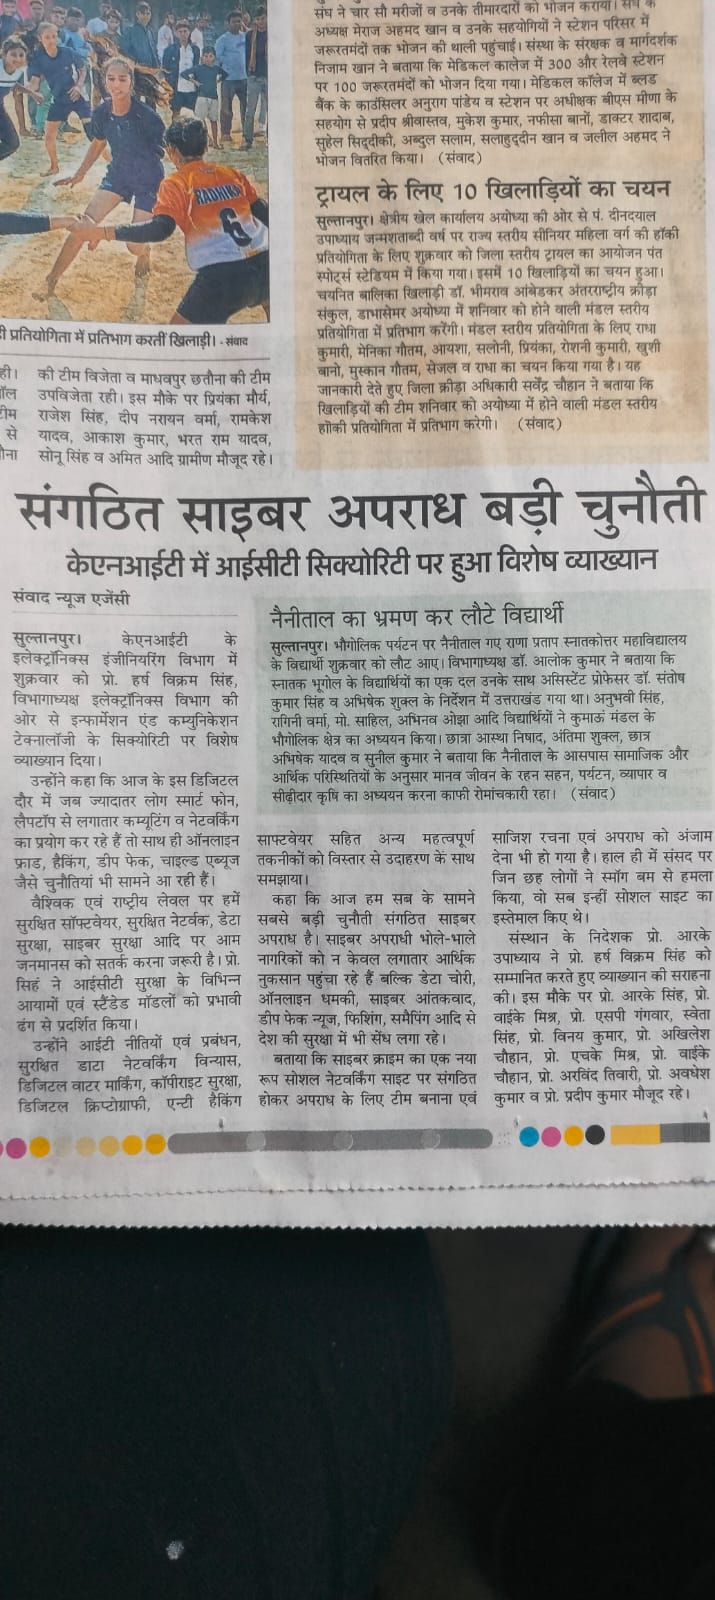 RADHIKA
6
प्रतियोगिता में प्रतिभाग करतीं खिलाड़ी। - संवाद
ही।
की टीम विजेता व माधवपुर छतौना की टीम
उपविजेता रही। इस मौके पर प्रियंका मौर्य,
राजेश सिंह, दीप नरायन वर्मा, रामकेश
से यादव, आकाश कुमार, भरत राम यादव,
सोनू सिंह व अमित आदि ग्रामीण मौजूद रहे।
संघ ने चार सौ मरीजों व उनके तीमारदारों को भोजन कराया।
अध्यक्ष मेराज अहमद खान व उनके सहयोगियों ने स्टेशन परिसर में
जरूरतमंदों तक भोजन की थाली पहुंचाई। संस्था के संरक्षक व मार्गदर्शक
निजाम खान ने बताया कि मेडिकल कालेज में 300 और रेलवे स्टेशन
पर 100 जरूरतमंदों को भोजन दिया गया। मेडिकल कॉलेज में ब्लड
बैंक के काउंसिलर अनुराग पांडेय व स्टेशन पर अधीक्षक बीएस मीणा के
सहयोग से प्रदीप श्रीवास्तव, मुकेश कुमार, नफीसा बानों, डाक्टर शादाब,
सुहेल सिद्दीकी, अब्दुल सलाम, सलाहुद्दीन खान व जलील अहमद ने
भोजन वितरित किया। (संवाद)
ट्रायल के लिए 10 खिलाड़ियों का चयन
सुल्तानपुर। क्षेत्रीय खेल कार्यालय अयोध्या की ओर से पं. दीनदयाल
उपाध्याय जन्मशताब्दी वर्ष पर राज्य स्तरीय सीनियर महिला वर्ग की हॉकी
प्रतियोगिता के लिए शुक्रवार को जिला स्तरीय ट्रायल का आयोजन पंत
स्पोर्ट्स स्टेडियम में किया गया। इसमें 10 खिलाड़ियों का चयन हुआ।
चयनित बालिका खिलाड़ी डॉ. भीमराव आंबेडकर अंतरराष्ट्रीय क्रीड़ा
संकुल, डाभासेमर अयोध्या में शनिवार को होने वाली मंडल स्तरीय
प्रतियोगिता में प्रतिभाग करेंगी। मंडल स्तरीय प्रतियोगिता के लिए राधा
कुमारी, मेनिका गौतम, आयशा, सलोनी, प्रियंका, रोशनी कुमारी, खुशी
बानो, मुस्कान गौतम, सेजल व राधा का चयन किया गया है। यह
जानकारी देते हुए जिला क्रीड़ा अधिकारी सर्वेंद्र चौहान ने बताया कि
खिलाड़ियों की टीम शनिवार को अयोध्या में होने वाली मंडल स्तरीय
हॉकी प्रतियोगिता में प्रतिभाग करेगी। (संवाद)
संगठित साइबर अपराध बड़ी चुनौती
केएनआईटी में आईसीटी सिक्योरिटी पर हुआ विशेष व्याख्यान
संवाद न्यूज एजेंसी
सुल्तानपुर। केएनआईटी के
इलेक्ट्रॉनिक्स इंजीनियरिंग विभाग में
शुक्रवार को प्रो. हर्ष विक्रम सिंह,
विभागाध्यक्ष इलेक्ट्रॉनिक्स विभाग की
ओर से इन्फार्मेशन एंड कम्युनिकेशन
टेक्नालॉजी के सिक्योरिटी पर विशेष
व्याख्यान दिया।
उन्होंने कहा कि आज के इस डिजिटल
दौर में जब ज्यादातर लोग स्मार्ट फोन,
लैपटॉप से लगातार कम्प्यूटिंग व नेटवर्किंग
का प्रयोग कर रहे हैं तो साथ ही ऑनलाइन
फ्राड, हैकिंग, डीप फेक, चाइल्ड एब्यूज
जैसे चुनौतियां भी सामने आ रही हैं।
वैश्विक एवं राष्ट्रीय लेवल पर हमें
सुरक्षित सॉफ्टवेयर, सुरक्षित नेटर्वक, डेटा
सुरक्षा, साइबर सुरक्षा आदि पर आम
जनमानस को सतर्क करना जरूरी है। प्रो.
सिहं ने आईसीटी सुरक्षा के विभिन्न
आयामों एवं स्टैंडेड मॉडलों को प्रभावी
ढंग से प्रदर्शित किया।
उन्होंने आईटी नीतियों एवं प्रबंधन,
सुरक्षित डाटा नेटवर्किंग विन्यास,
डिजिटल वाटर मार्किंग, कॉपीराइट सुरक्षा,
डिजिटल क्रिप्टोग्राफी, एन्टी हैकिंग
नैनीताल का भ्रमण कर लौटे विद्यार्थी
सुल्तानपुर। भौगोलिक पर्यटन पर नैनीताल गए राणा प्रताप स्नातकोत्तर महाविद्यालय
के विद्यार्थी शुक्रवार को लौट आए। विभागाध्यक्ष डॉ. आलोक कुमार ने बताया कि
स्नातक भूगोल के विद्यार्थियों का एक दल उनके साथ असिस्टेंट प्रोफेसर डॉ. संतोष
कुमार सिंह व अभिषेक शुक्ल के निर्देशन में उत्तराखंड गया था। अनुभवी सिंह,
रागिनी वर्मा, मो. साहिल, अभिनव ओझा आदि विद्यार्थियों ने कुमाऊं मंडल के
भौगोलिक क्षेत्र का अध्ययन किया। छात्रा आस्था निषाद, अंतिमा शुक्ल, छात्र
अभिषेक यादव व सुनील कुमार ने बताया कि नैनीताल के आसपास सामाजिक और
आर्थिक परिस्थितियों के अनुसार मानव जीवन के रहन सहन, पर्यटन, व्यापार व
सीढ़ीदार कृषि का अध्ययन करना काफी रोमांचकारी रहा। (संवाद)
साफ्टवेयर सहित अन्य महत्वपूर्ण
तकनीकों को विस्तार से उदाहरण के साथ
समझाया।
कहा कि आज हम सब के सामने
सबसे बड़ी चुनौती संगठित साइबर
अपराध है। साइबर अपराधी भोले-भाले
नागरिकों को न केवल लगातार आर्थिक
नुकसान पहुंचा रहे हैं बल्कि डेटा चोरी,
ऑनलाइन धमकी, साइबर आंतकवाद,
डीप फेक न्यूज, फिशिंग, समैपिंग आदि से
देश की सुरक्षा में भी सेंध लगा रहे।
बताया कि साइबर क्राइम का एक नया
रूप सोशल नेटवर्किंग साइट पर संगठित
होकर अपराध के लिए टीम बनाना एवं
साजिश रचना एवं अपराध को अंजाम
देना भी हो गया है। हाल ही में संसद पर
जिन छह लोगों ने स्मॉग बम से हमला
किया, वो सब इन्हीं सोशल साइट का
इस्तेमाल किए थे।
संस्थान के निदेशक प्रो. आरके
उपाध्याय ने प्रो. हर्ष विक्रम सिंह को
सम्मानित करते हुए व्याख्यान की सराहना
की। इस मौके पर प्रो. आरके सिंह, प्रो.
वाईके मिश्र, प्रो. एसपी गंगवार, स्वेता
सिंह, प्रो. विनय कुमार, प्रो. अखिलेश
चौहान, प्रो. एचके मिश्र, प्रो. वाईके
चौहान, प्रो. अरविंद तिवारी, प्रो. अवधेश
कुमार व प्रो. प्रदीप कुमार मौजूद रहे।